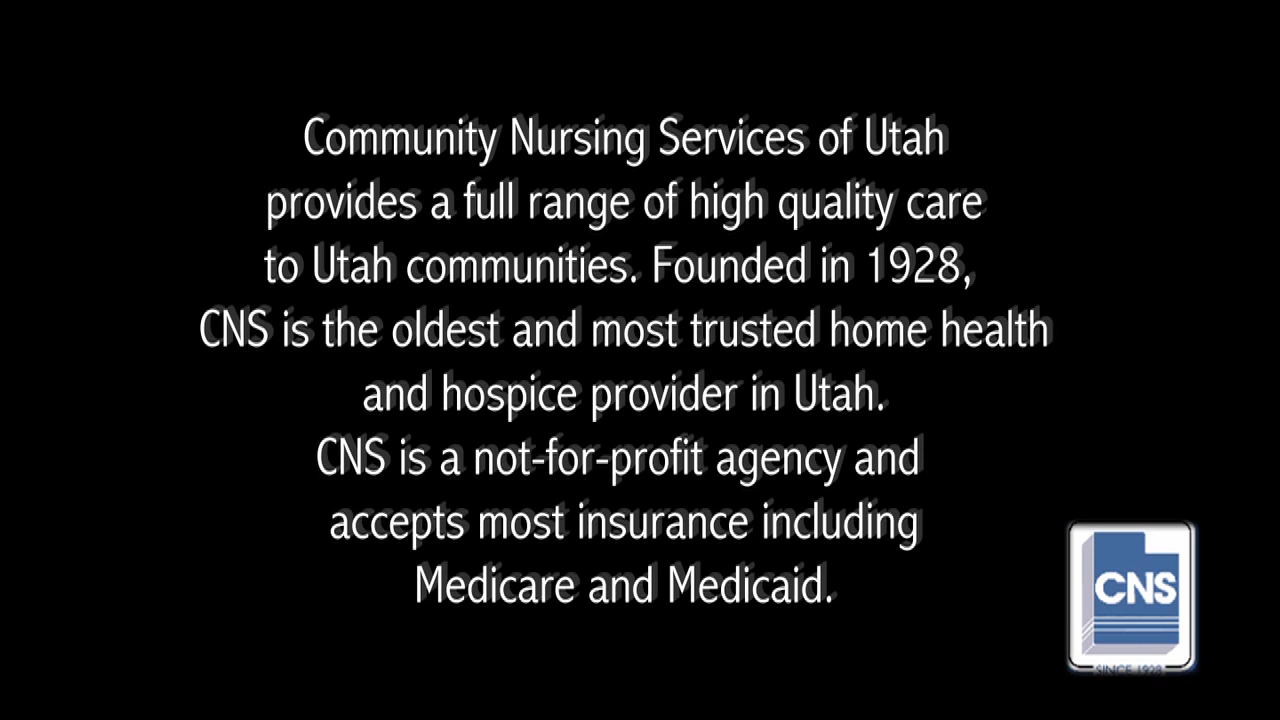 Community Nursing Services of Utah
provides a full range of high quality care
to Utah communities. Founded in 1928,
CNS is the oldest and most trusted home health
and hospice provider in Utah.
CNS is a not-for-profit agency and
accepts most insurance including
Medicare and Medicaid.
CNS
SINCE 1928